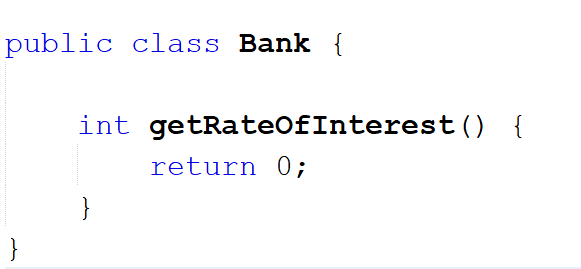 public class Bank {
int getRateOfInterest() {
return 0;
}
}